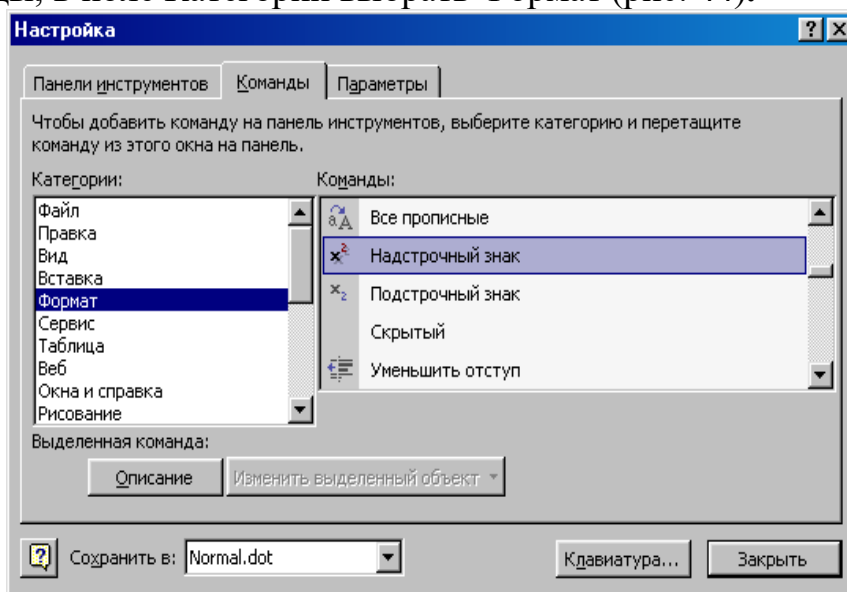 Настройка
Панели инструментов Команды Параметры
Чтобы добавить команду на панель инструментов, выберите категорию и перетащите
команду из этого окна на панель.
Категории: Команды:
Файл
Правка
Вид
Вставка
Формат
Сервис
Таблица
Веб
Окна и справка
Рисование
Все прописные
Надстрочный знак
Подстрочный знак
Скрытый
Уменьшить отступ
Выделенная команда:
Описание Изменить выделенный объект
Сохранить в: Normal.dot Клавиатура... Закрыть